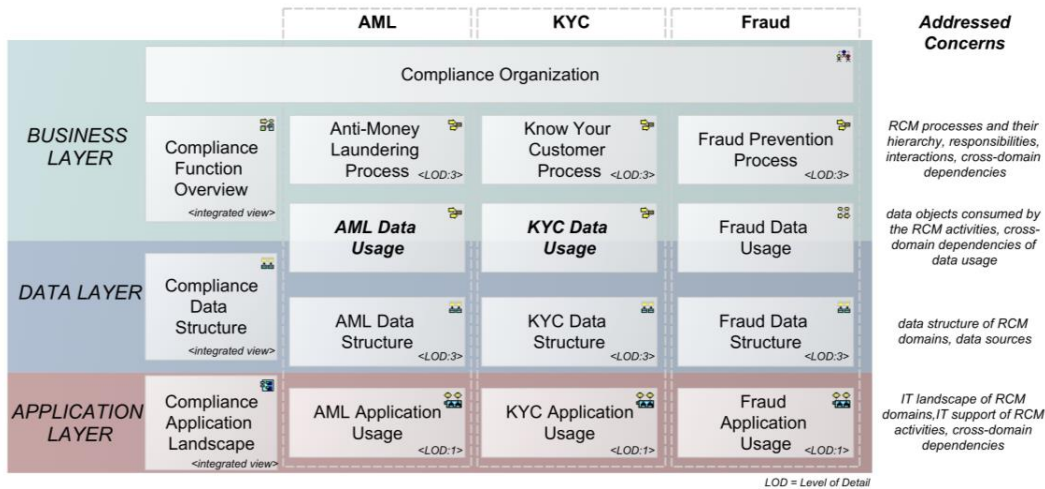 AML
KYC
Fraud
Addressed
Concerns
BUSINESS
LAYER
Compliance Organization
Compliance
Function
Overview
<integrated view>
Anti-Money
Laundering
Process
<LOD:3>
Know Your
Customer
Process
<LOD:3>
Fraud Prevention
Process
<LOD:3>
RCM processes and their
hierarchy, responsibilities,
interactions, cross-domain
dependencies
AML Data
Usage
KYC Data
Usage
Fraud Data
Usage
data objects consumed by
the RCM activities, cross-
domain dependencies of
data usage
DATA LAYER
Compliance
Data
Structure
<integrated view>
AML Data
Structure
<LOD:3>
KYC Data
Structure
<LOD:3>
Fraud Data
Structure
<LOD:3>
data structure of RCM
domains, data sources
APPLICATION
LAYER
Compliance
Application
Landscape
<integrated view>
AML Application
Usage
<LOD:1>
KYC Application
Usage
<LOD:1>
Fraud
Application
Usage
<LOD:1>
IT landscape of RCM
domains,IT support of RCM
activities, cross-domain
dependencies
LOD = Level of Detail